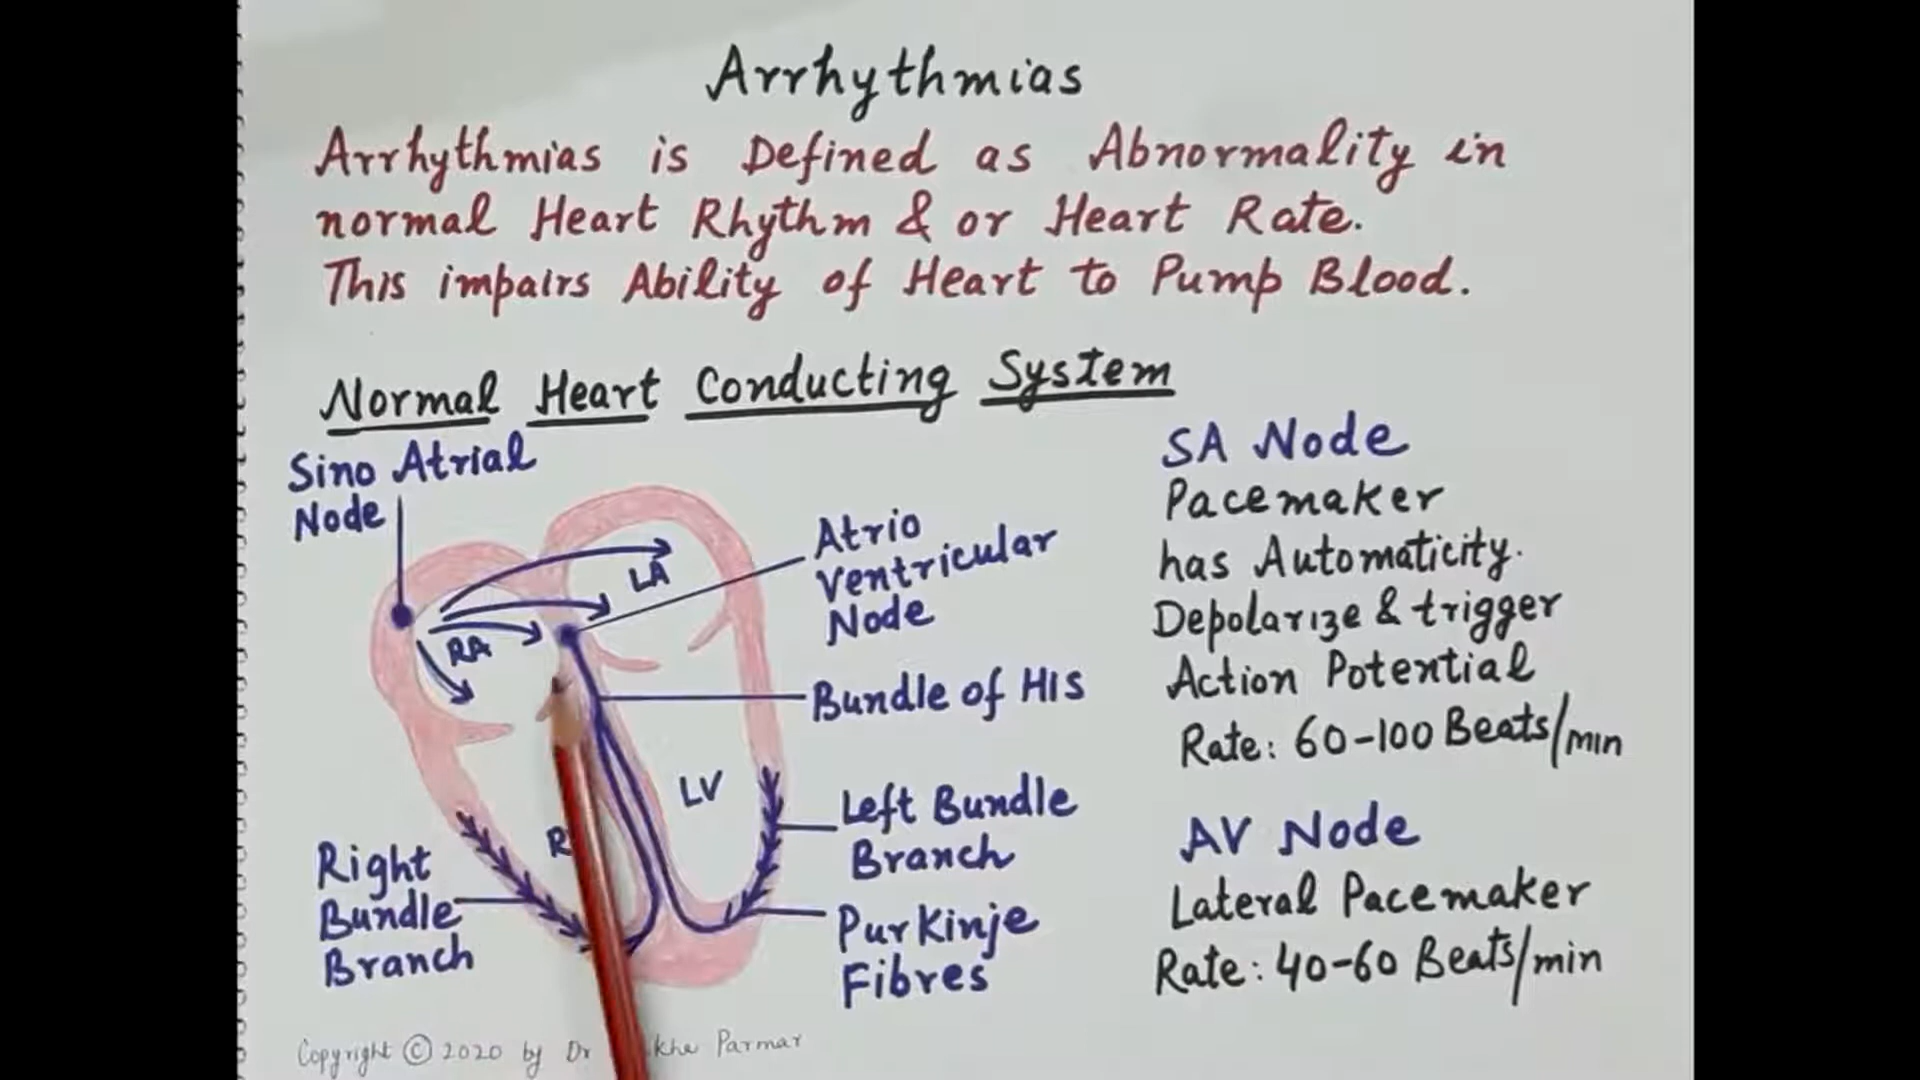 Arrhythmias
Arrhythmias is Defined as Abnormality in
normal Heart Rhythm & or Heart Rate.
This impairs Ability of Heart to Pump Blood.
Normal Heart Conducting System
Sino Atrial
Node
RA
LA
LV
Atrio
Ventricular
Node
Bundle of His
Left Bundle
Branch
Purkinje
Fibres
Right
Bundle
Branch
SA Node
Pacemaker
has Automaticity.
Depolarize & trigger
Action Potential
Rate: 60-100 Beats/min
AV Node
Lateral Pacemaker
Rate: 40-60 Beats/min
Copyright © 2020 by Dr Parmar